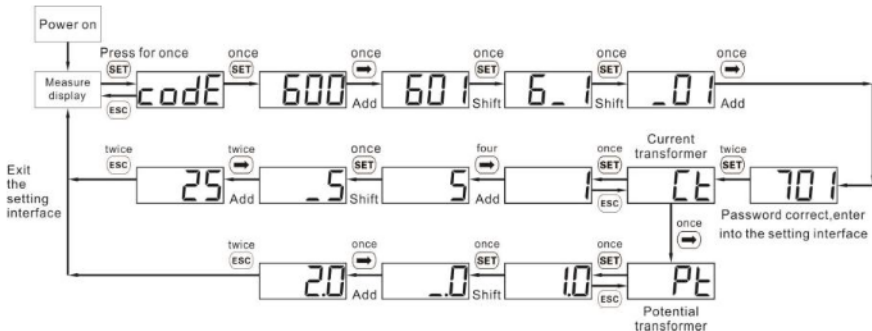 Power on
Press for once
once
once
once
once
once
SET
SET
➡
SET
SET
➡
Measure
display
codE
600
601
6_1
_01
ESC
Add
Shift
Shift
Add
Current
transformer
twice
twice
once
four
once
twice
ESC
➡
SET
➡
SET
SET
Exit
the
setting
interface
25
_5
5
1
Ct
701
Add
Shift
Add
ESC
Password correct,enter
into the setting interface
once
➡
twice
once
once
once
ESC
➡
SET
SET
2.0
_.0
1.0
Pt
Add
Shift
ESC
Potential
transformer